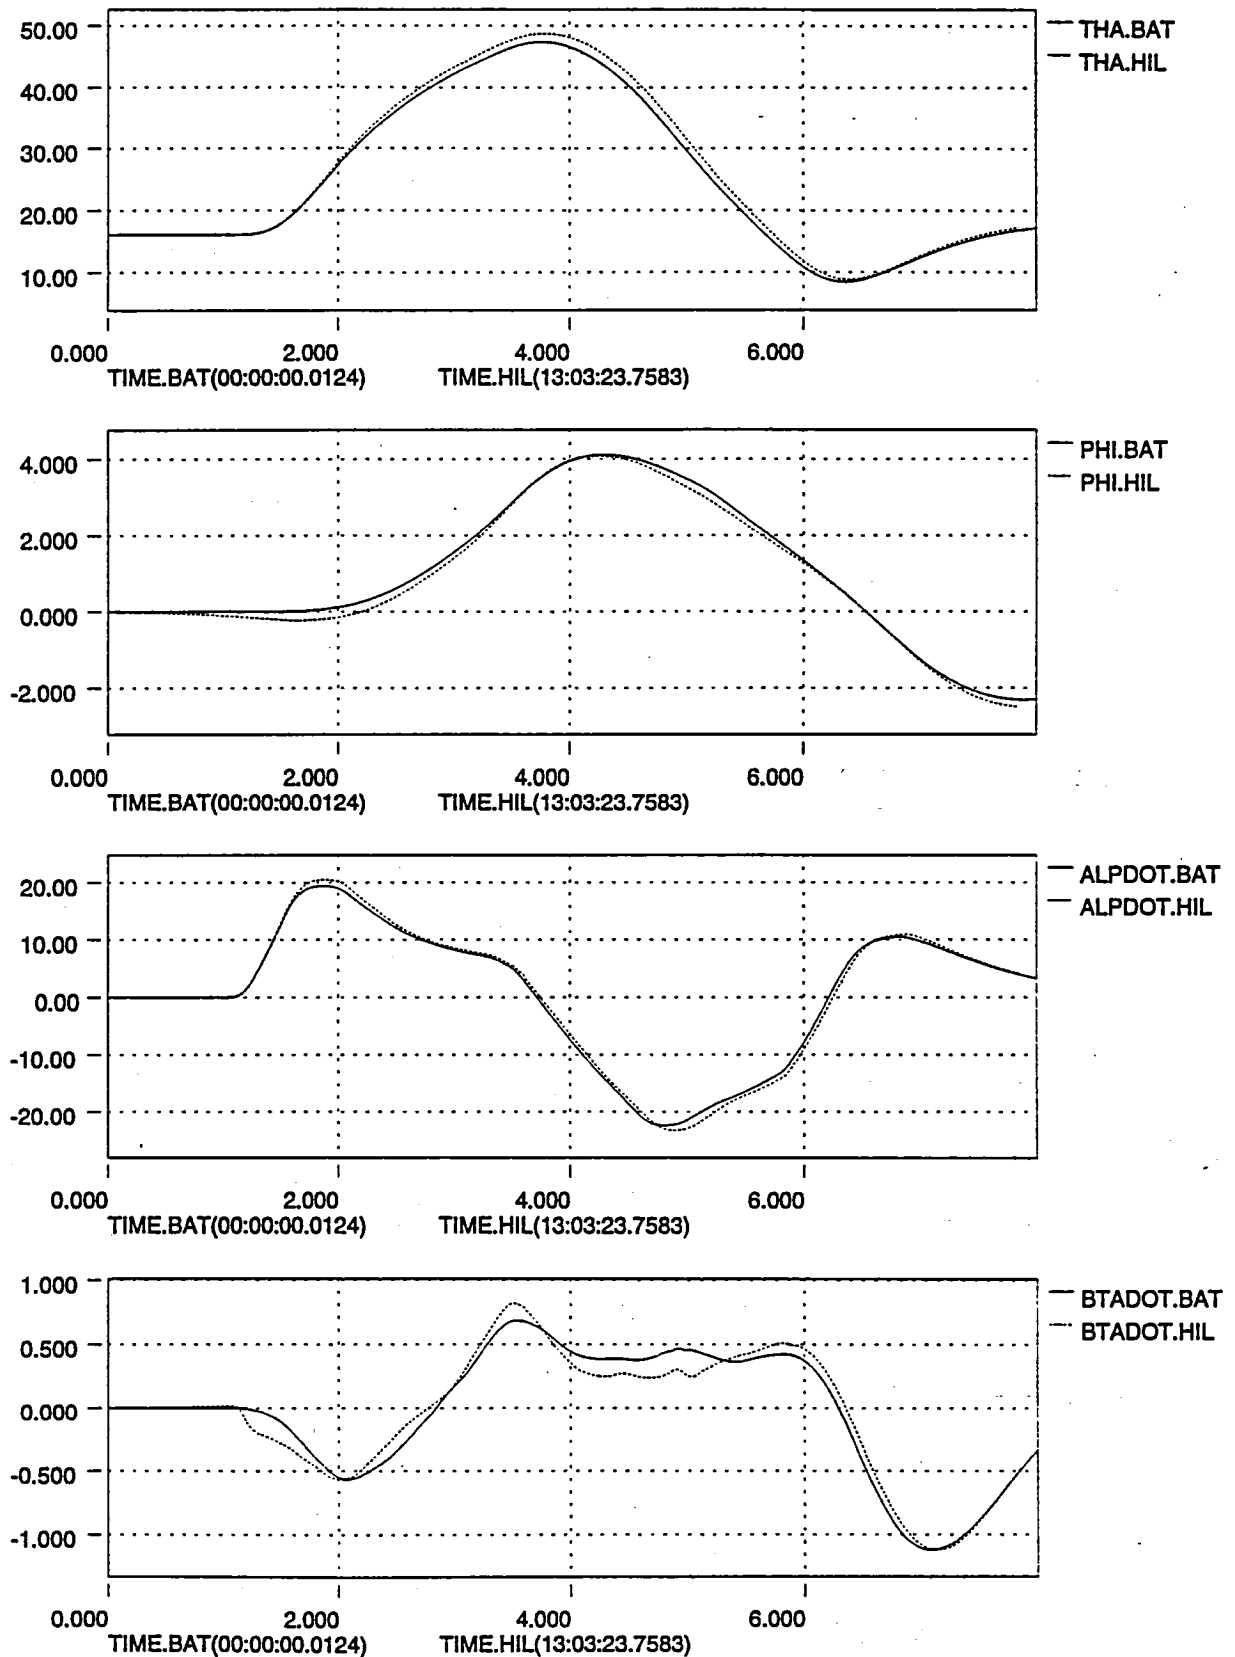 50.00
40.00
30.00
20.00
10.00
THA.BAT
THA.HIL
0.000 2.000 4.000 6.000
TIME.BAT(00:00:00.0124) TIME.HIL(13:03:23.7583)
4.000
2.000
0.000
-2.000
PHI.BAT
PHI.HIL
0.000 2.000 4.000 6.000
TIME.BAT(00:00:00.0124) TIME.HIL(13:03:23.7583)
20.00
10.00
0.00
-10.00
-20.00
ALPDOT.BAT
ALPDOT.HIL
0.000 2.000 4.000 6.000
TIME.BAT(00:00:00.0124) TIME.HIL(13:03:23.7583)
1.000
0.500
0.000
-0.500
-1.000
BTADOT.BAT
BTADOT.HIL
0.000 2.000 4.000 6.000
TIME.BAT(00:00:00.0124) TIME.HIL(13:03:23.7583)